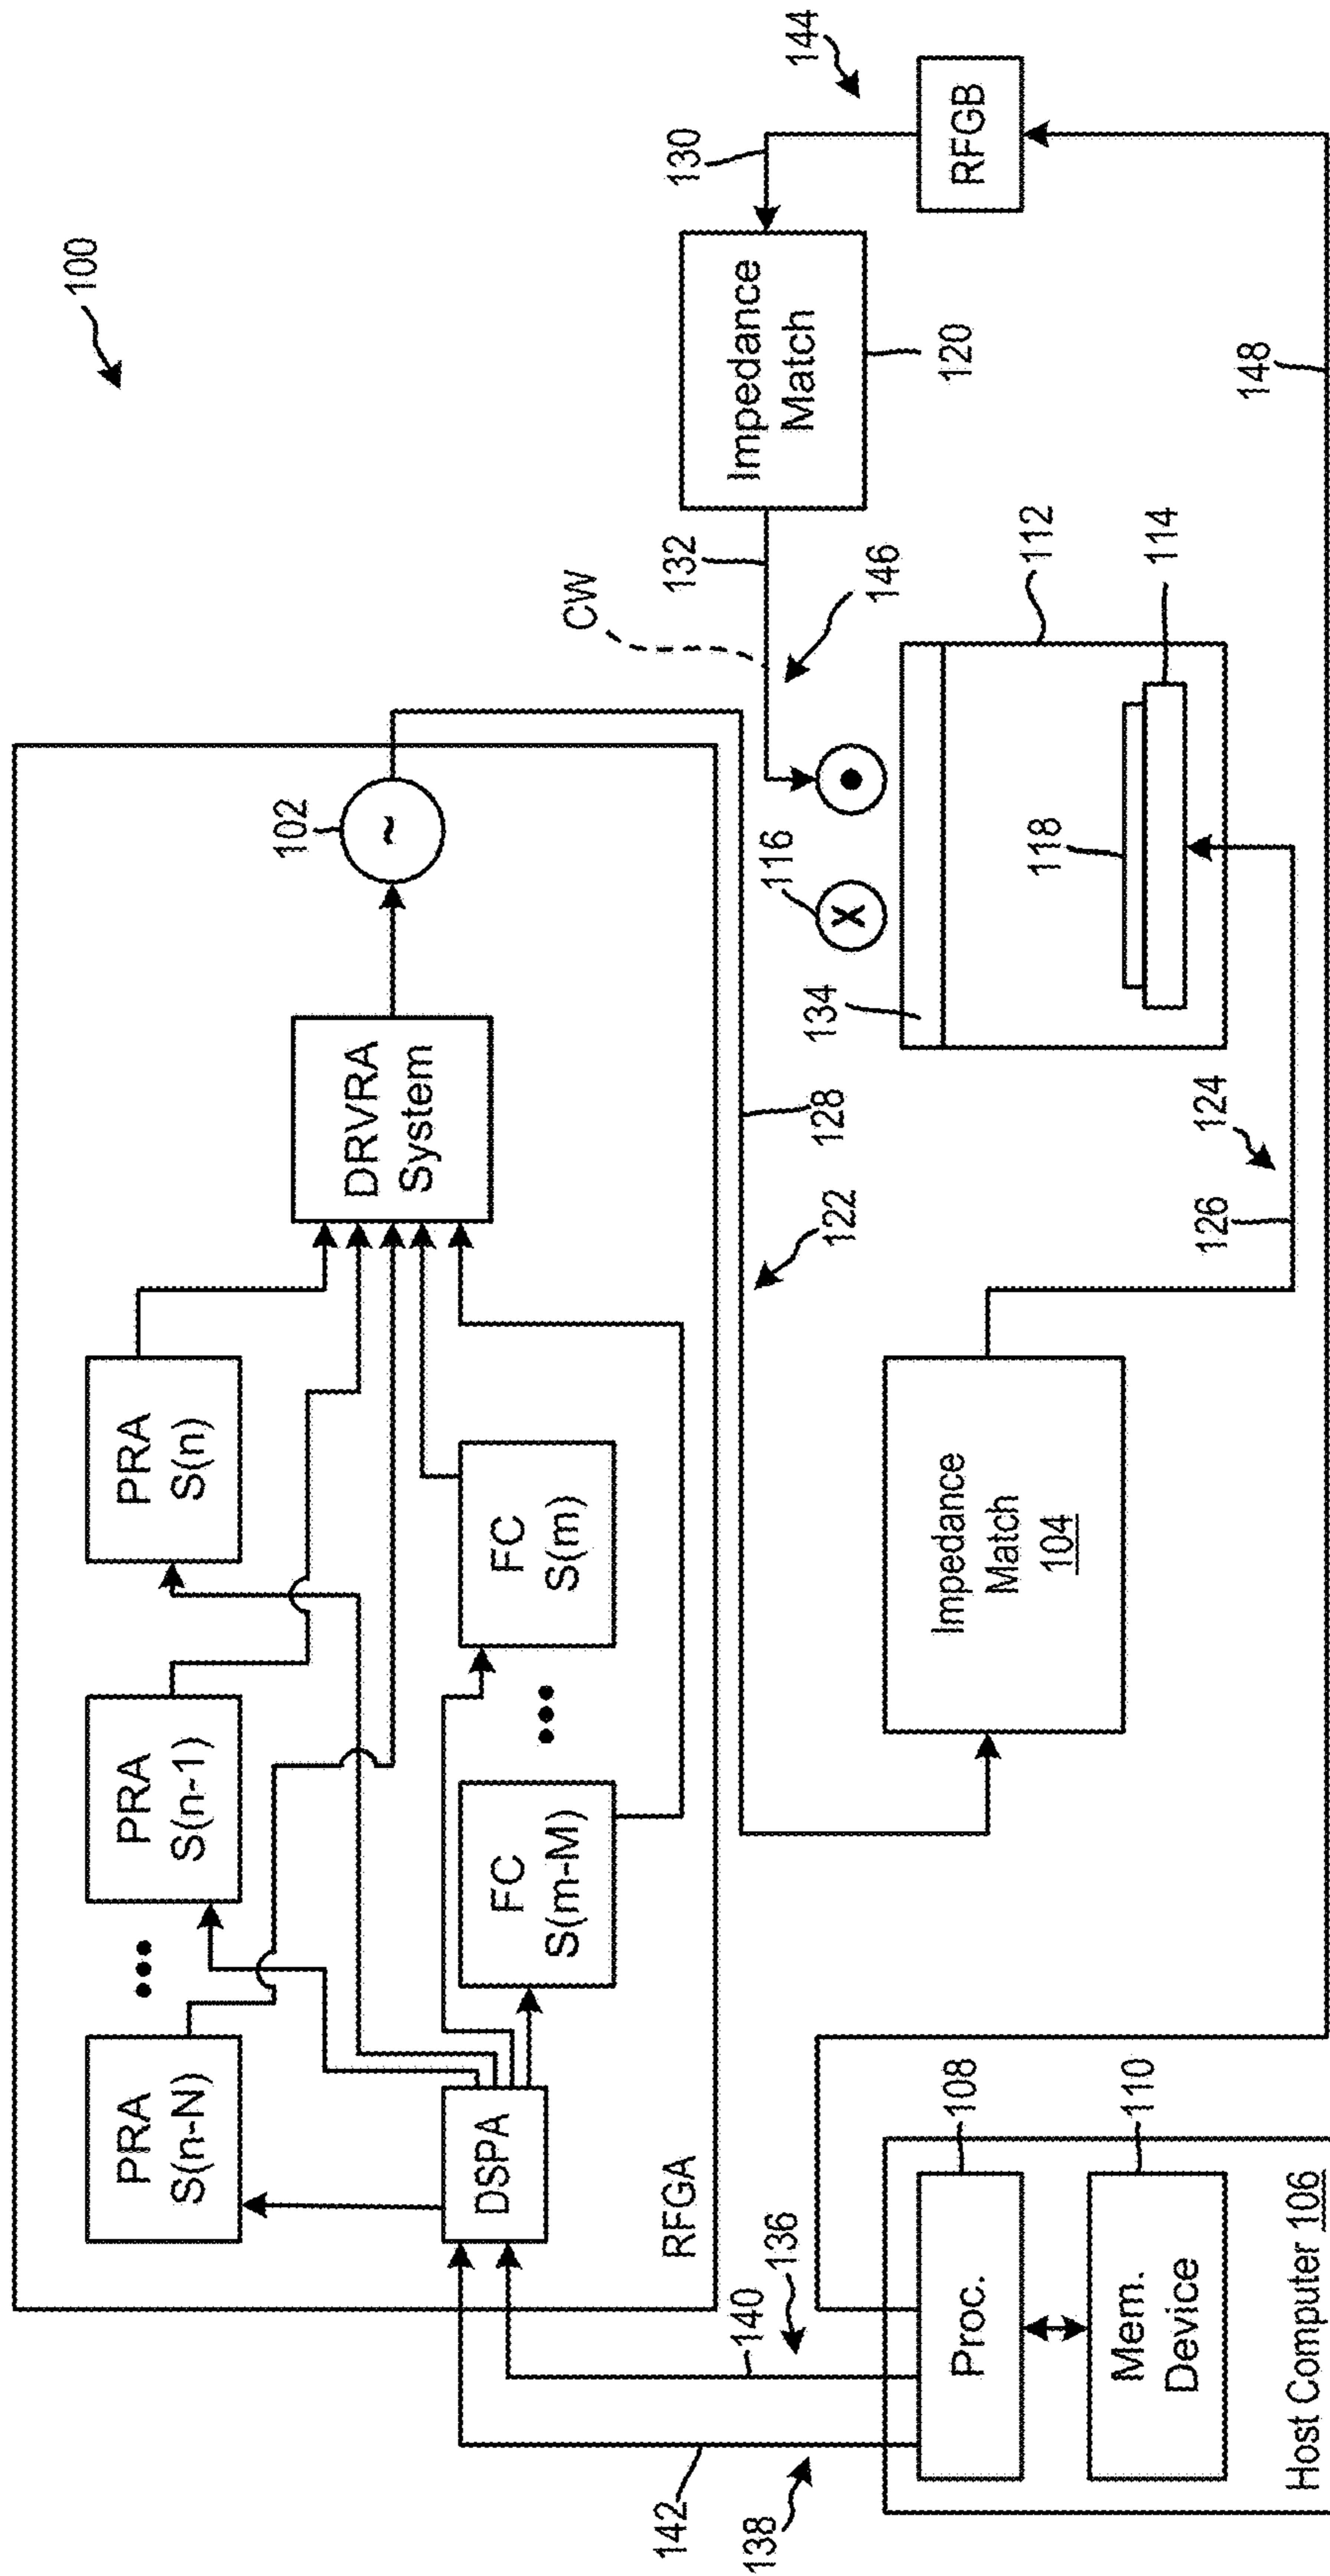 100
PRA
S(n-N)
•••
PRA
S(n-1)
PRA
S(n)
DSPA
FC
S(m-M)
•••
FC
S(m)
DRVRA
System
102
~
RFGA
142
140
138
136
122
128
CW
132
130
144
146
Impedance
Match
120
RFGB
116
X
134
112
118
114
Impedance
Match
104
124
126
148
Proc.
108
Mem.
Device
110
Host Computer 106